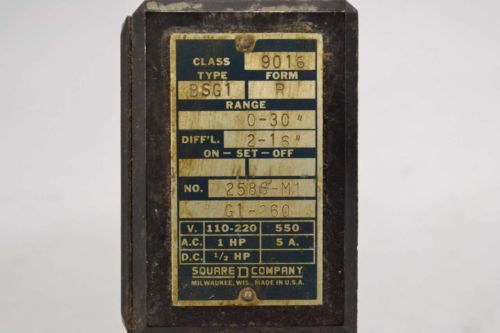 CLASS 9016
TYPE FORM
BSG1 R
RANGE
0-30"
DIFF'L. 2-16"
ON-SET-OFF
NO. 2586-M1
G1-260
V. 110-220 550
A.C. 1 HP 5 A.
D.C. 1/2 HP
SQUARE D COMPANY
MILWAUKEE, WIS. MADE IN U.S.A.